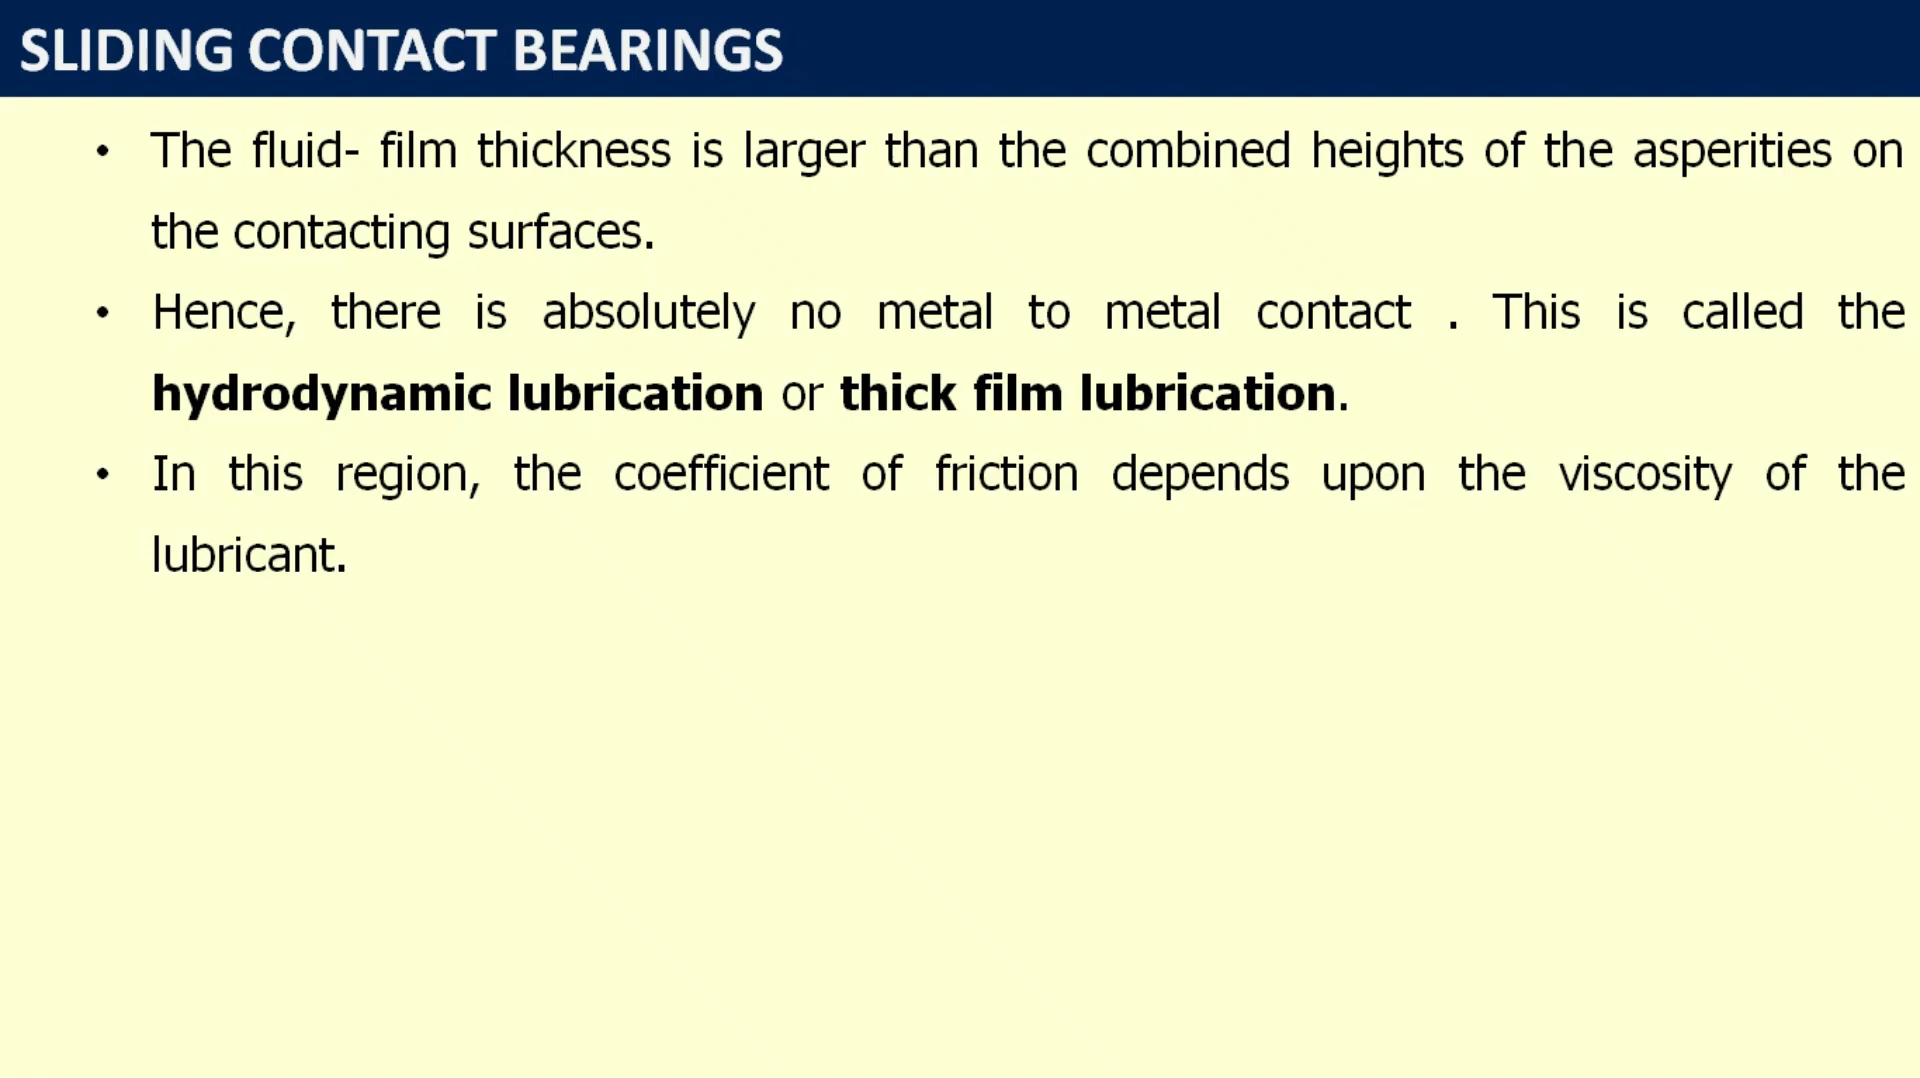 SLIDING CONTACT BEARINGS
• The fluid- film thickness is larger than the combined heights of the asperities on
the contacting surfaces.
• Hence, there is absolutely no metal to metal contact . This is called the
hydrodynamic lubrication or thick film lubrication.
• In this region, the coefficient of friction depends upon the viscosity of the
lubricant.